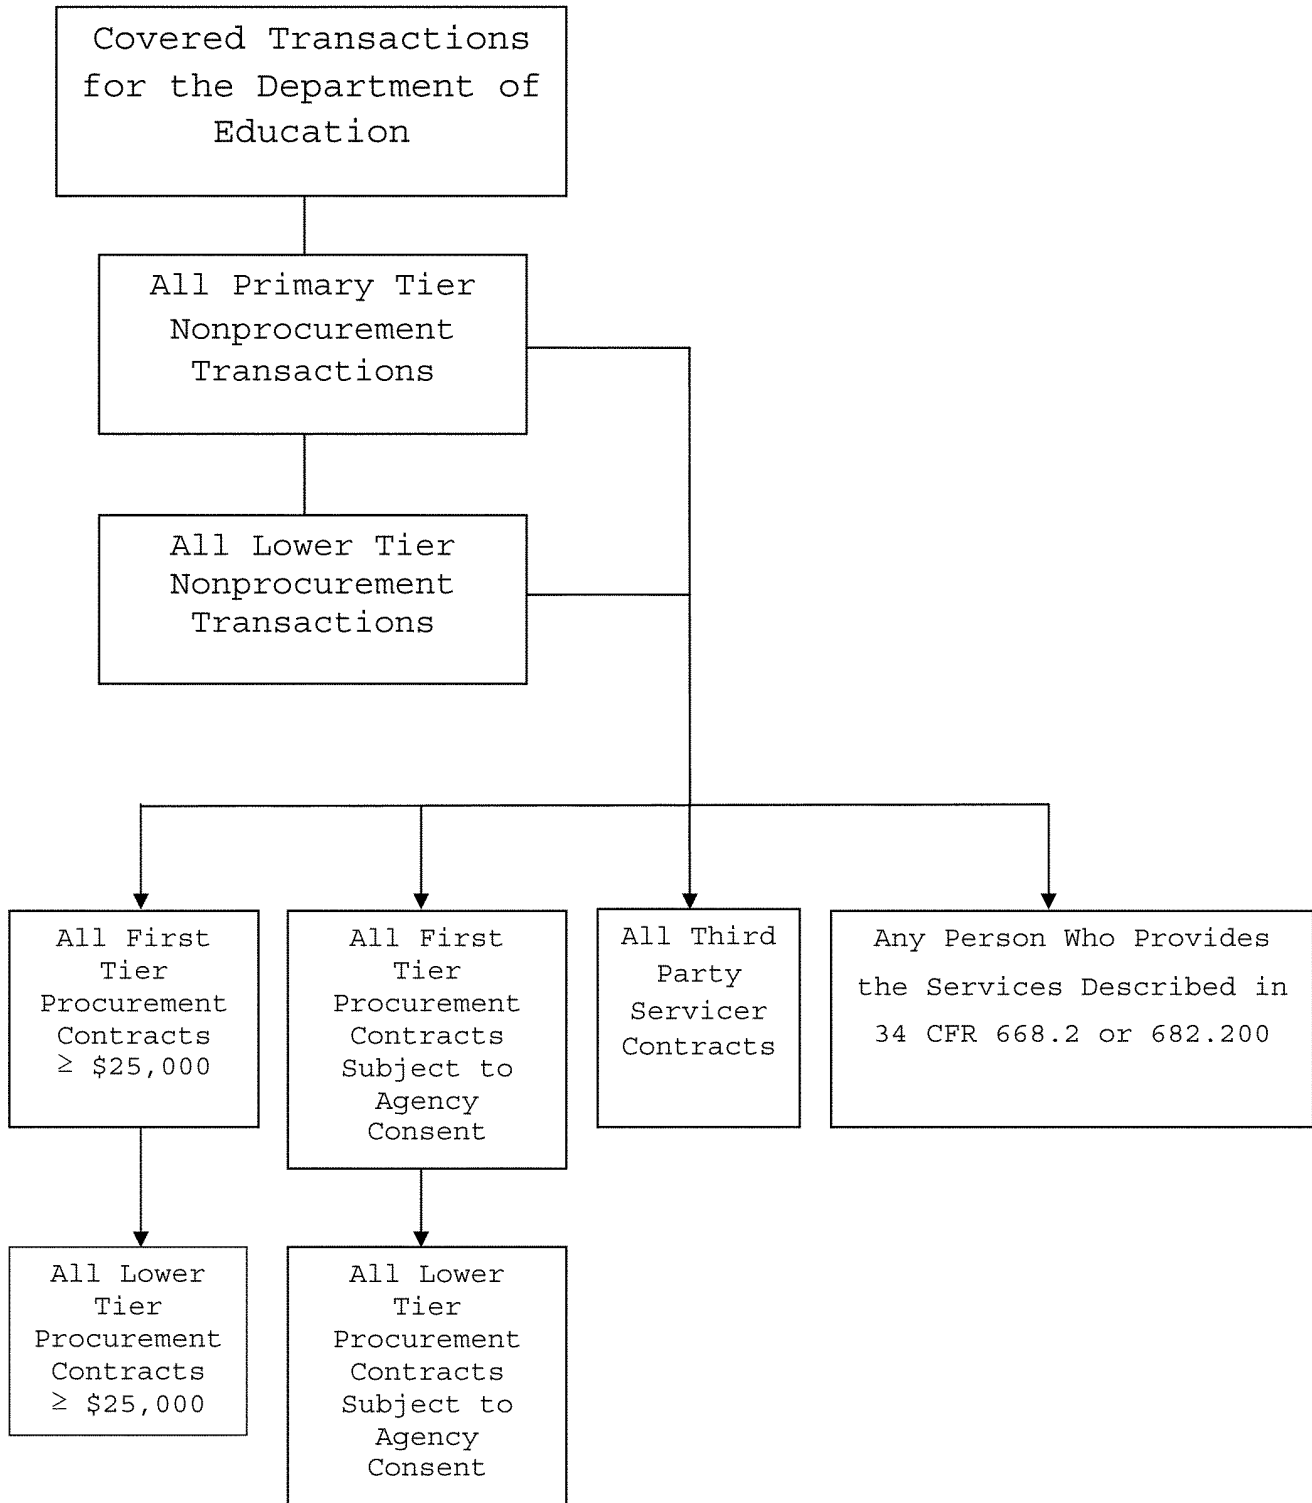 Covered Transactions
for the Department of
Education
All Primary Tier
Nonprocurement
Transactions
All Lower Tier
Nonprocurement
Transactions
All First
Tier
Procurement
Contracts
≥ $25,000
All First
Tier
Procurement
Contracts
Subject to
Agency
Consent
All Third
Party
Servicer
Contracts
Any Person Who Provides
the Services Described in
34 CFR 668.2 or 682.200
All Lower
Tier
Procurement
Contracts
≥ $25,000
All Lower
Tier
Procurement
Contracts
Subject to
Agency
Consent